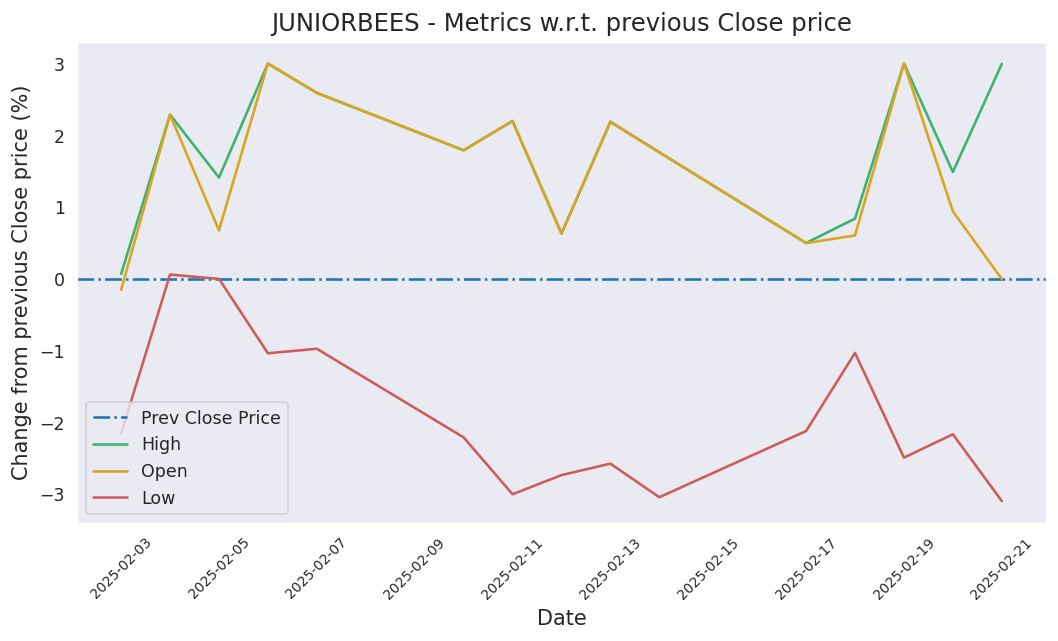 JUNIORBEES - Metrics w.r.t. previous Close price
Change from previous Close price (%)
3
2
1
0
−1
−2
−3
Prev Close Price
High
Open
Low
2025-02-03
2025-02-05
2025-02-07
2025-02-09
2025-02-11
2025-02-13
2025-02-15
2025-02-17
2025-02-19
2025-02-21
Date